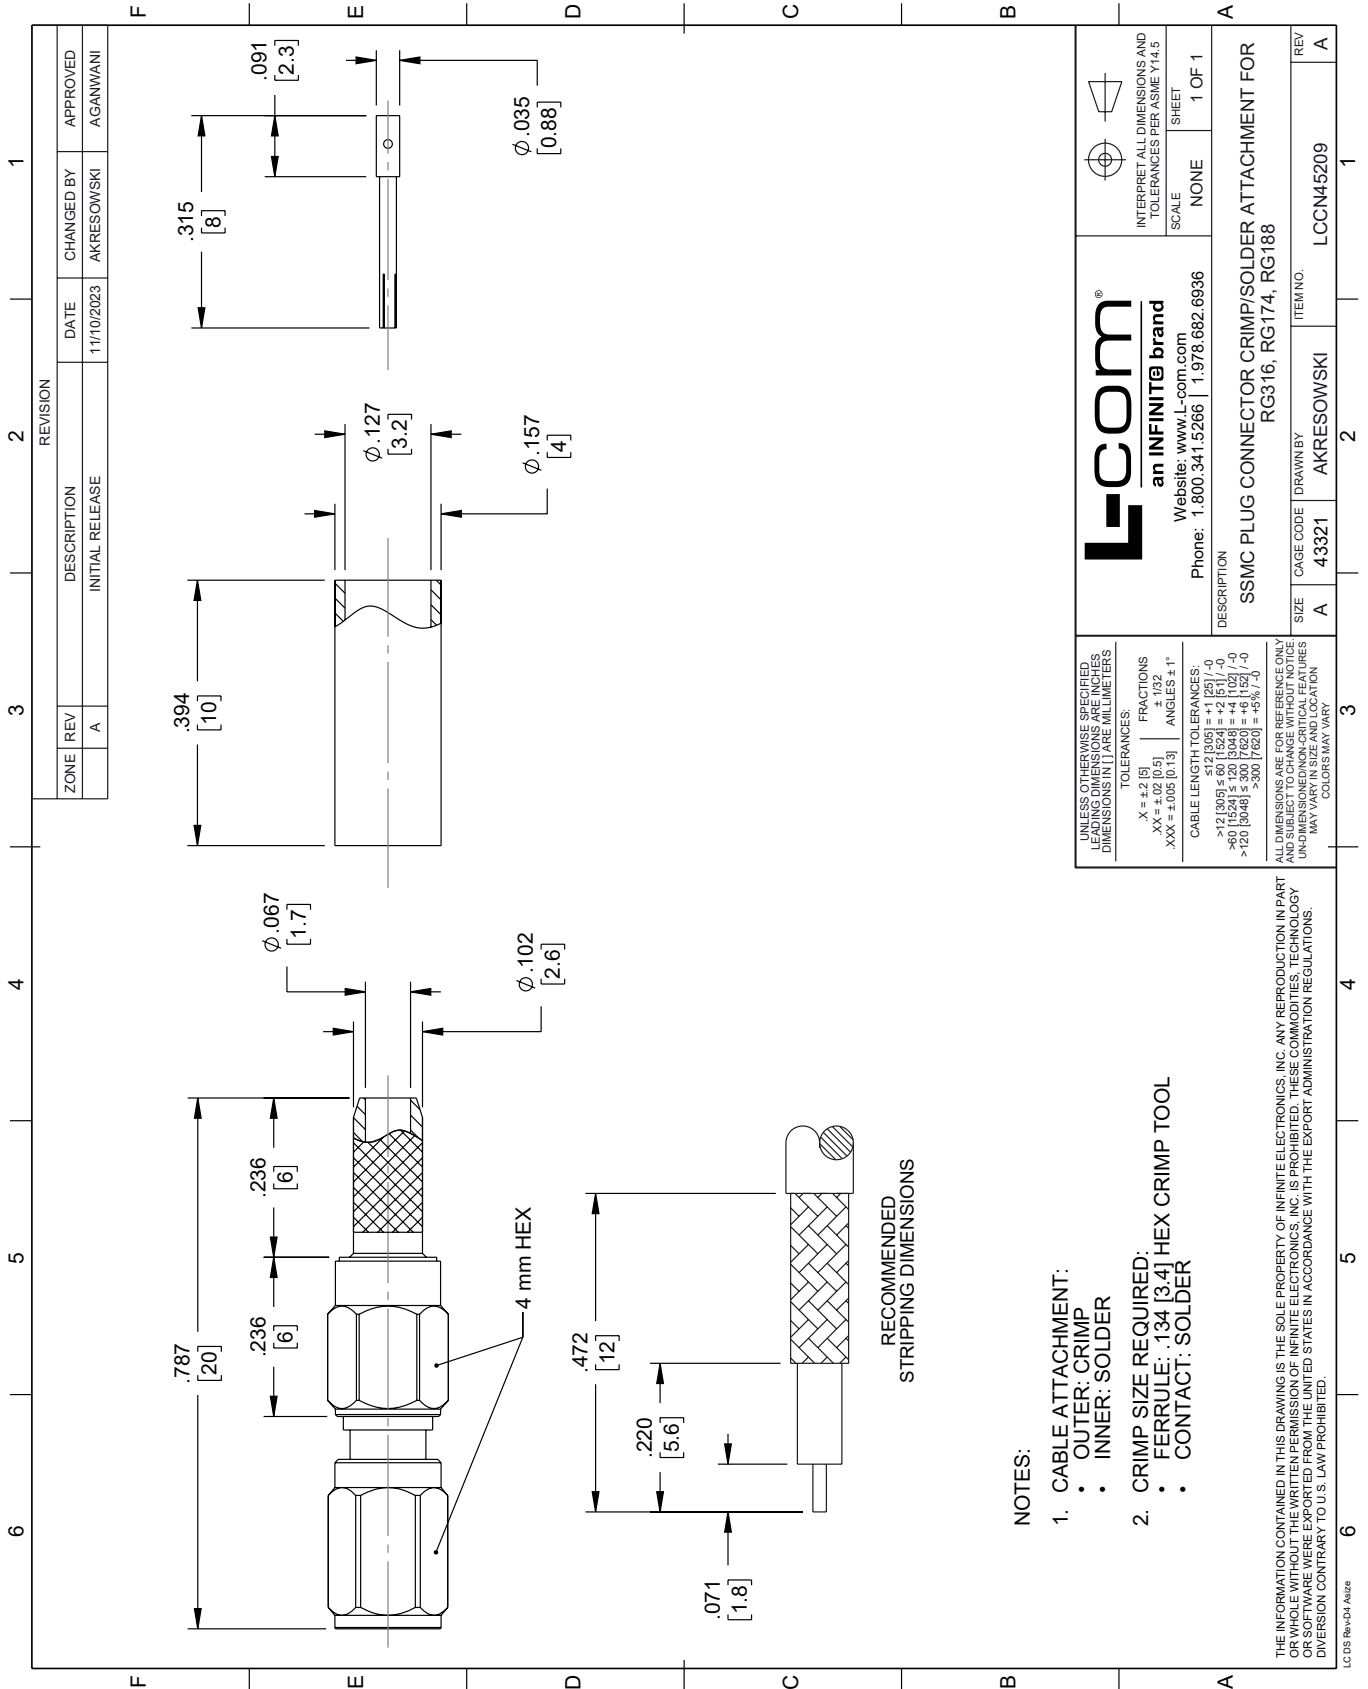 6
5
4
3
2
1
F
E
D
C
B
A
F
E
D
C
B
A
REVISION
ZONE
REV
DESCRIPTION
DATE
CHANGED BY
APPROVED
A
INITIAL RELEASE
11/10/2023
AKRESOWSKI
AGANWANI
.787
[20]
.236
[6]
.236
[6]
Ø.067
[1.7]
Ø.102
[2.6]
4 mm HEX
.394
[10]
Ø.127
[3.2]
Ø.157
[4]
.315
[8]
.091
[2.3]
Ø.035
[0.88]
.472
[12]
.220
[5.6]
.071
[1.8]
RECOMMENDED
STRIPPING DIMENSIONS
NOTES:
1. CABLE ATTACHMENT:
• OUTER: CRIMP
• INNER: SOLDER
2. CRIMP SIZE REQUIRED:
• FERRULE: .134 [3.4] HEX CRIMP TOOL
• CONTACT: SOLDER
UNLESS OTHERWISE SPECIFIED
LEADING DIMENSIONS ARE INCHES
DIMENSIONS IN [ ] ARE MILLIMETERS
TOLERANCES:
.X = ±.2 [5]
.XX = ±.02 [0.5]
.XXX = ±.005 [0.13]
FRACTIONS
± 1/32
ANGLES ± 1°
CABLE LENGTH TOLERANCES:
≤12 [305] = +1 [25] / -0
>12 [305] ≤ 60 [1524] = +2 [51] / -0
>60 [1524] ≤ 120 [3048] = +4 [102] / -0
>120 [3048] ≤ 300 [7620] = +6 [152] / -0
>300 [7620] = +5% / -0
ALL DIMENSIONS ARE FOR REFERENCE ONLY
AND SUBJECT TO CHANGE WITHOUT NOTICE.
UN-DIMENSIONED/NON-CRITICAL FEATURES
MAY VARY IN SIZE AND LOCATION
COLORS MAY VARY
L-com®
an INFINITe brand
Website: www.L-com.com
Phone: 1.800.341.5266 | 1.978.682.6936
INTERPRET ALL DIMENSIONS AND
TOLERANCES PER ASME Y14.5
SCALE
NONE
SHEET
1 OF 1
DESCRIPTION
SSMC PLUG CONNECTOR CRIMP/SOLDER ATTACHMENT FOR
RG316, RG174, RG188
SIZE
A
CAGE CODE
43321
DRAWN BY
AKRESOWSKI
ITEM NO.
LCCN45209
REV
A
THE INFORMATION CONTAINED IN THIS DRAWING IS THE SOLE PROPERTY OF INFINITE ELECTRONICS, INC. ANY REPRODUCTION IN PART
OR WHOLE WITHOUT THE WRITTEN PERMISSION OF INFINITE ELECTRONICS, INC. IS PROHIBITED. THESE COMMODITIES, TECHNOLOGY
OR SOFTWARE WERE EXPORTED FROM THE UNITED STATES IN ACCORDANCE WITH THE EXPORT ADMINISTRATION REGULATIONS.
DIVERSION CONTRARY TO U.S. LAW PROHIBITED.
6
5
4
3
2
1
LC DS Rev-D4 Asize